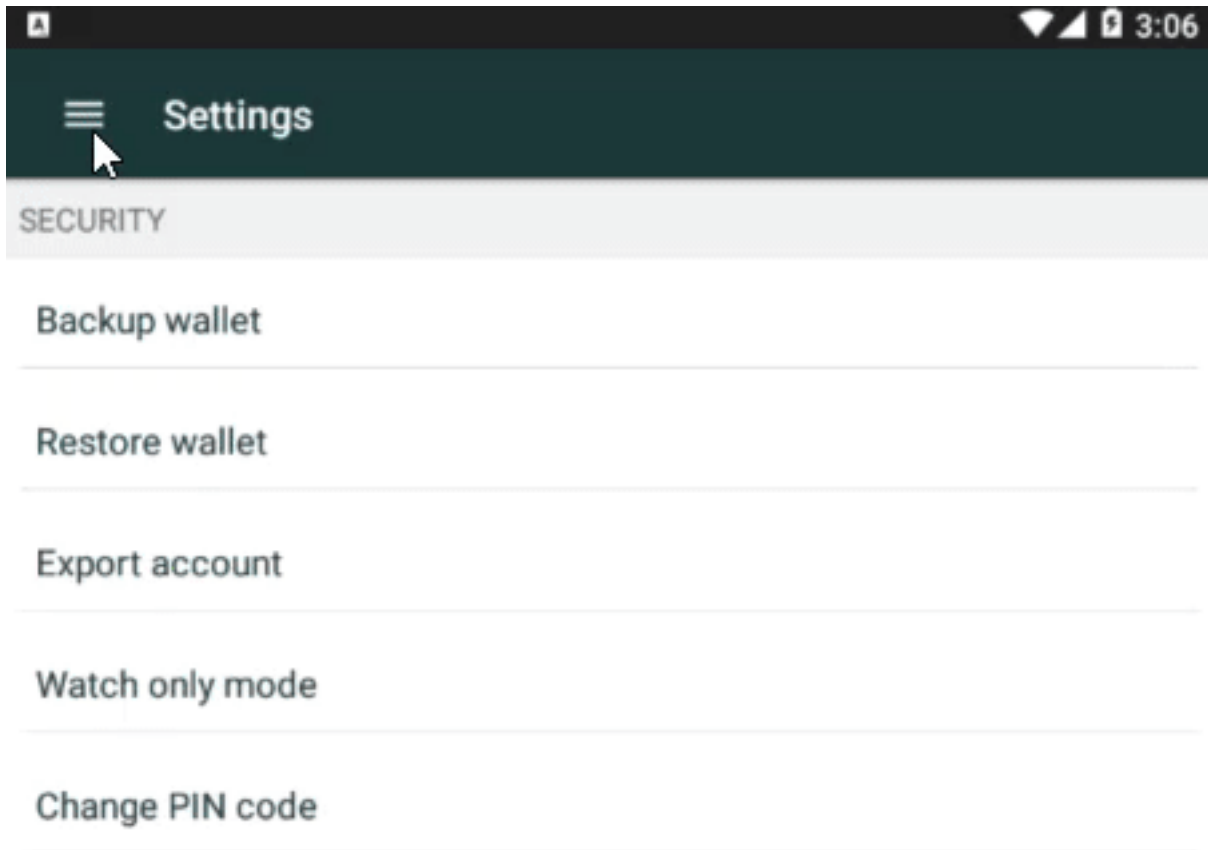 A 3:06
Settings
SECURITY
Backup wallet
Restore wallet
Export account
Watch only mode
Change PIN code